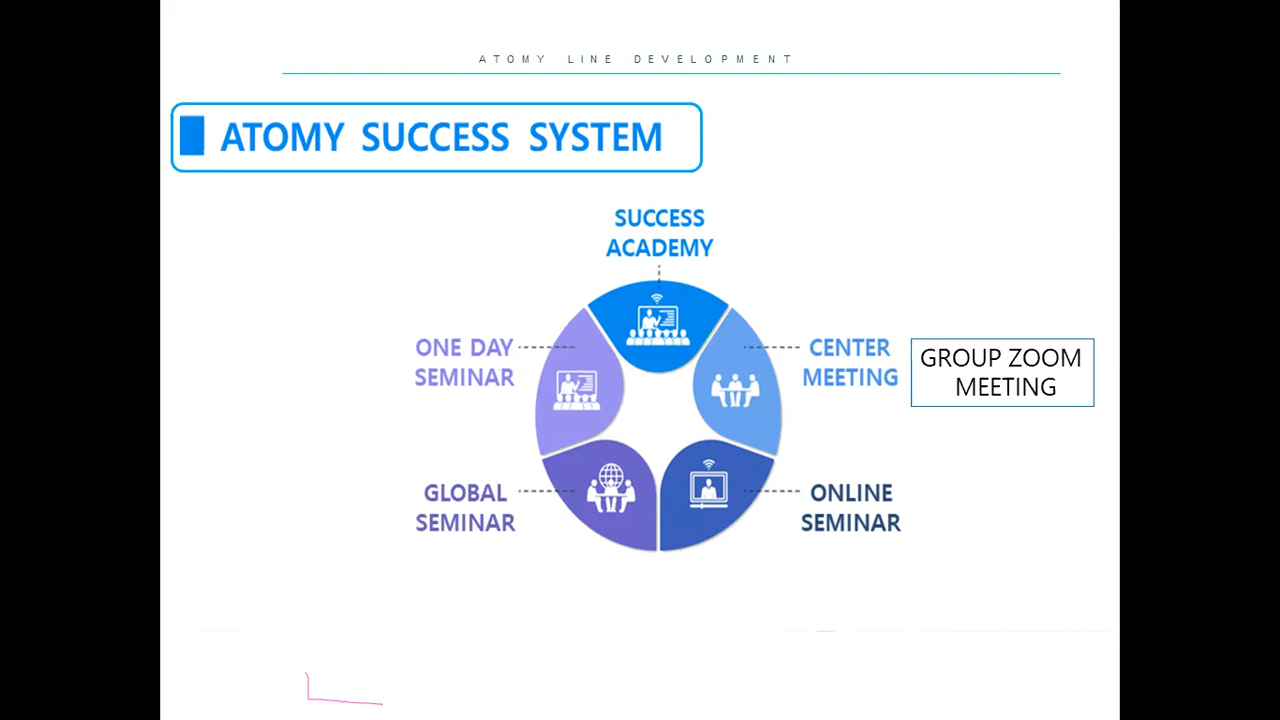 ATOMY LINE DEVELOPMENT
ATOMY SUCCESS SYSTEM
SUCCESS
ACADEMY
ONE DAY
SEMINAR
CENTER
MEETING
GROUP ZOOM
MEETING
GLOBAL
SEMINAR
ONLINE
SEMINAR